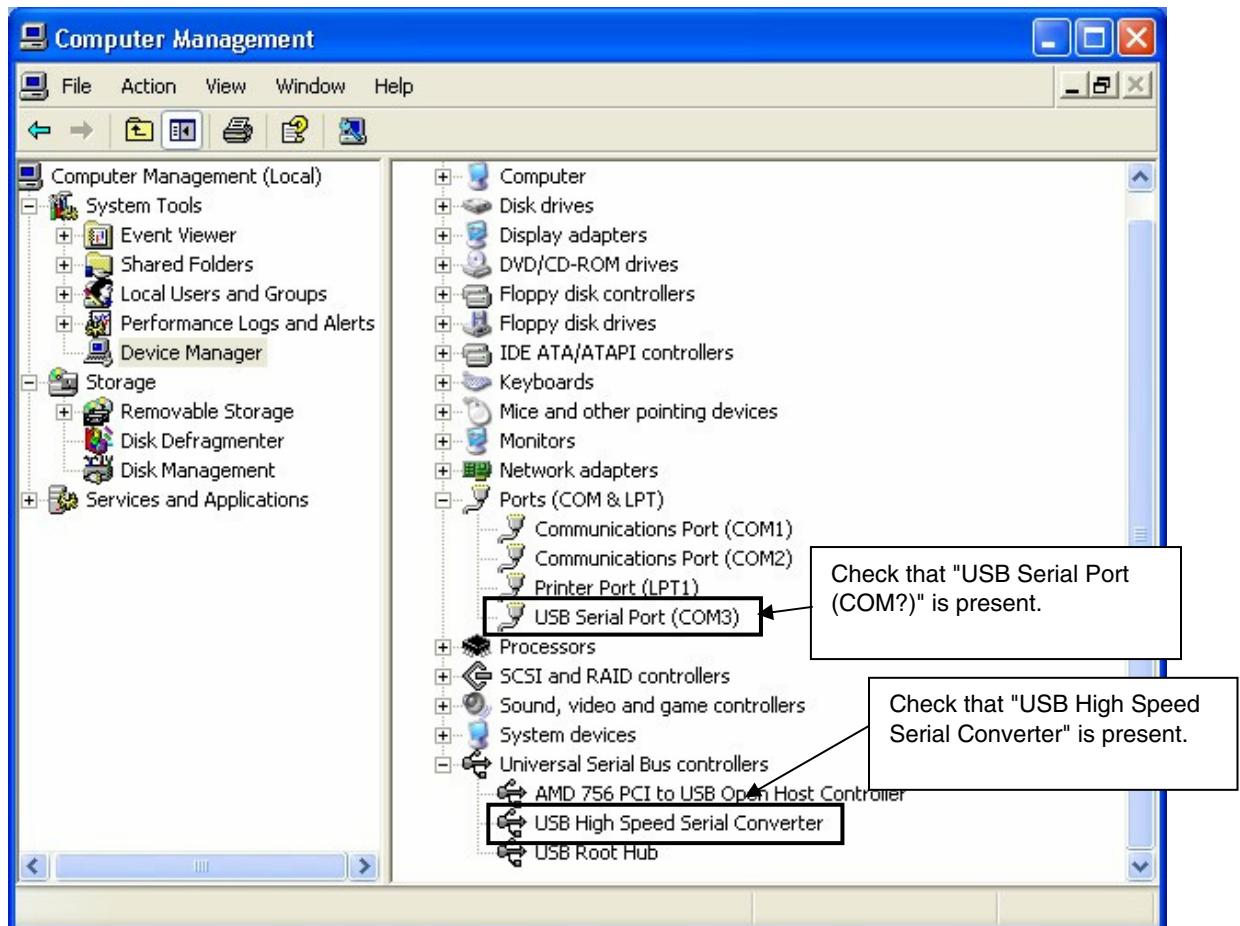 Computer Management
File Action View Window Help
Computer Management (Local)
System Tools
Event Viewer
Shared Folders
Local Users and Groups
Performance Logs and Alerts
Device Manager
Storage
Removable Storage
Disk Defragmenter
Disk Management
Services and Applications
Computer
Disk drives
Display adapters
DVD/CD-ROM drives
Floppy disk controllers
Floppy disk drives
IDE ATA/ATAPI controllers
Keyboards
Mice and other pointing devices
Monitors
Network adapters
Ports (COM & LPT)
Communications Port (COM1)
Communications Port (COM2)
Printer Port (LPT1)
USB Serial Port (COM3)
Processors
SCSI and RAID controllers
Sound, video and game controllers
System devices
Universal Serial Bus controllers
AMD 756 PCI to USB Open Host Controller
USB High Speed Serial Converter
USB Root Hub
Check that "USB Serial Port
(COM?)" is present.
Check that "USB High Speed
Serial Converter" is present.